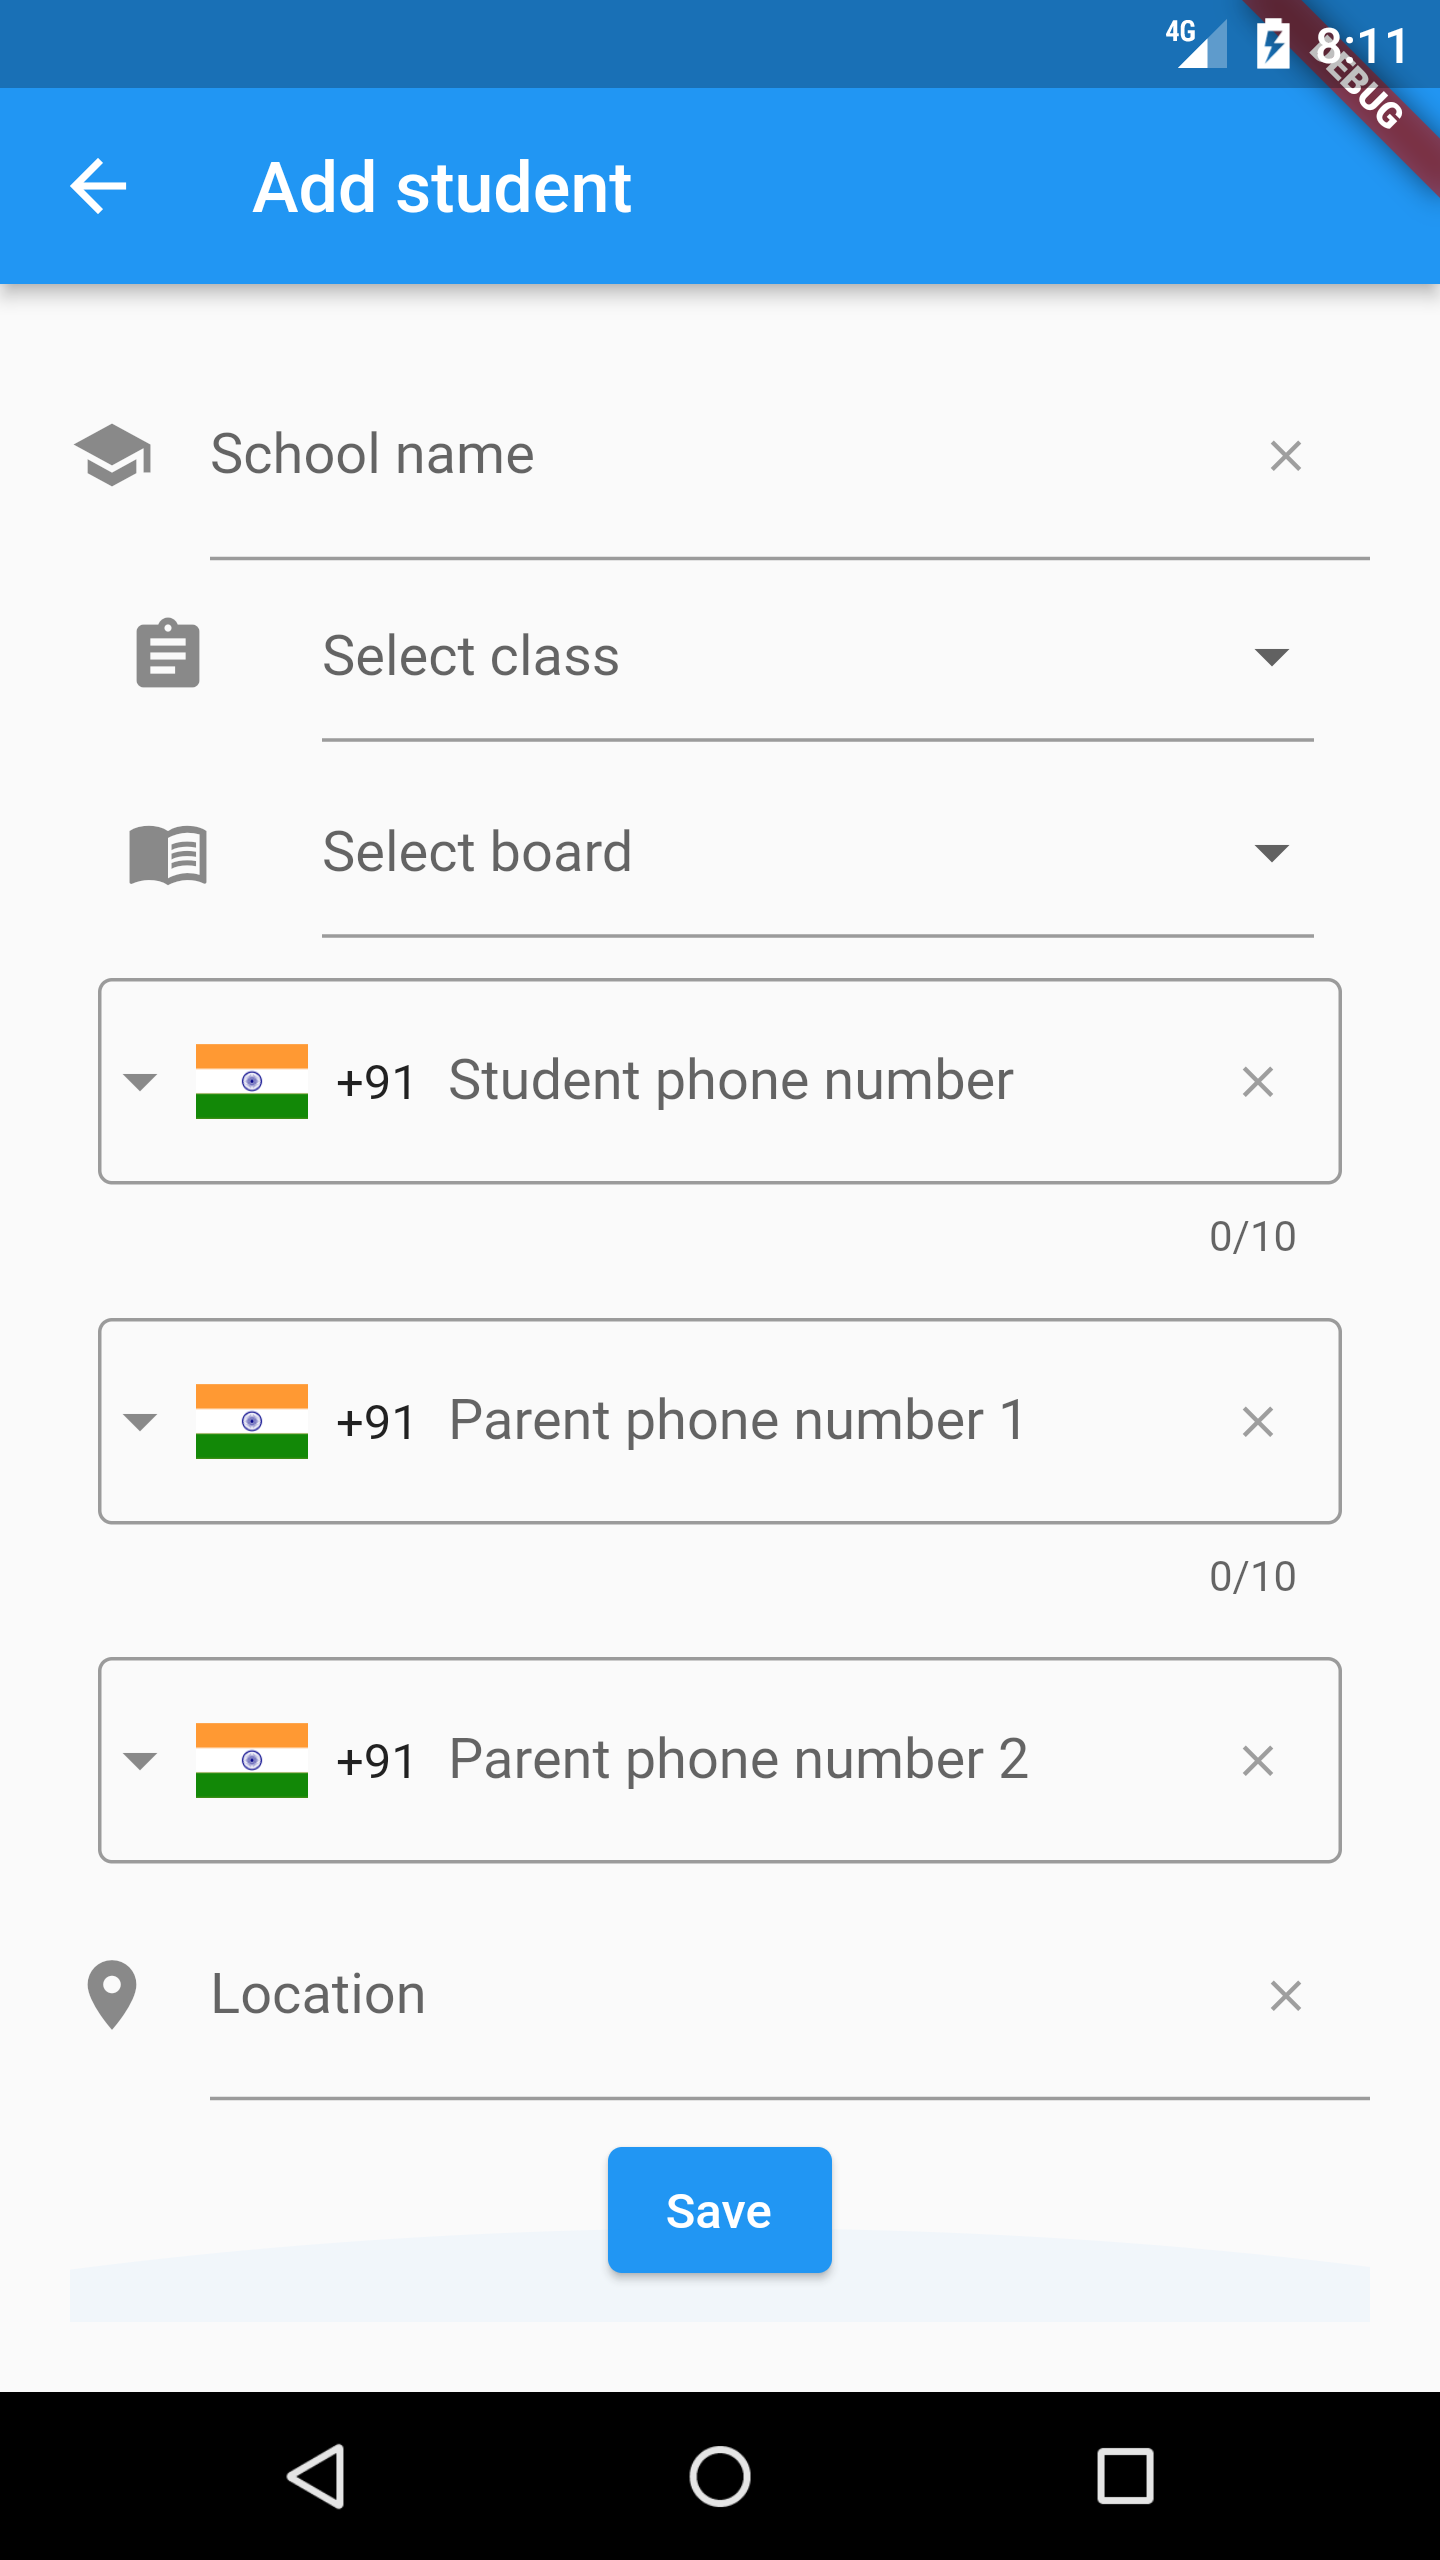 4G 8:11
DEBUG
Add student
School name
Select class
Select board
+91 Student phone number
0/10
+91 Parent phone number 1
0/10
+91 Parent phone number 2
Location
Save